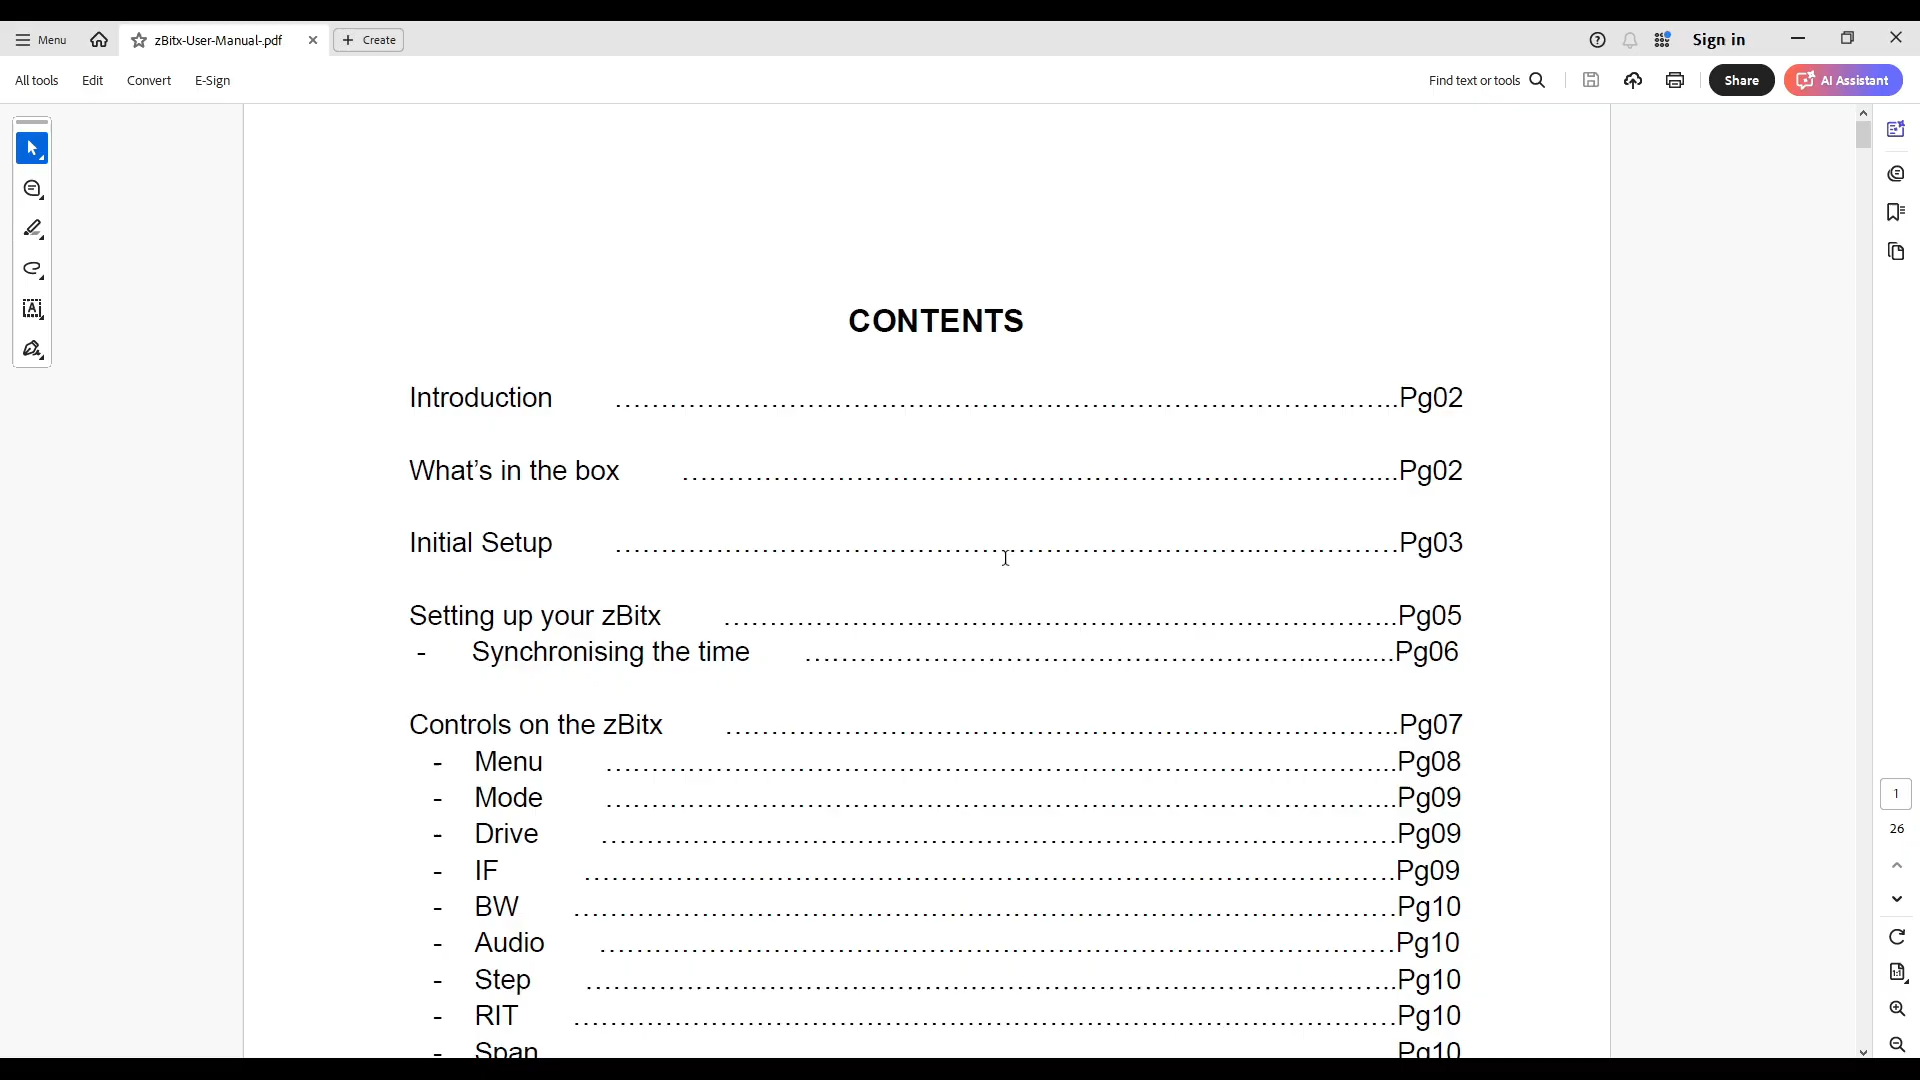 Menu
zBitx-User-Manual-.pdf
Create
Sign in
All tools
Edit
Convert
E-Sign
Find text or tools
Share
AI Assistant
CONTENTS
Introduction ……………………………………………………………………………...Pg02
What's in the box ………………………………………………………………………......Pg02
Initial Setup ……………………………………………………………………………...Pg03
Setting up your zBitx …………………………………………………………………...Pg05
- Synchronising the time …………………………………………………..…….....Pg06
Controls on the zBitx …………………………………………………………………...Pg07
- Menu ……………………………………………………………………………...Pg08
- Mode ……………………………………………………………………………...Pg09
- Drive ……………………………………………………………………………...Pg09
- IF ………………………………………………………………………………...Pg09
- BW ………………………………………………………………………………...Pg10
- Audio ……………………………………………………………………………...Pg10
- Step ………………………………………………………………………………...Pg10
- RIT ………………………………………………………………………………...Pg10
- Span ………………………………………………………………………………...Pg10
1
26